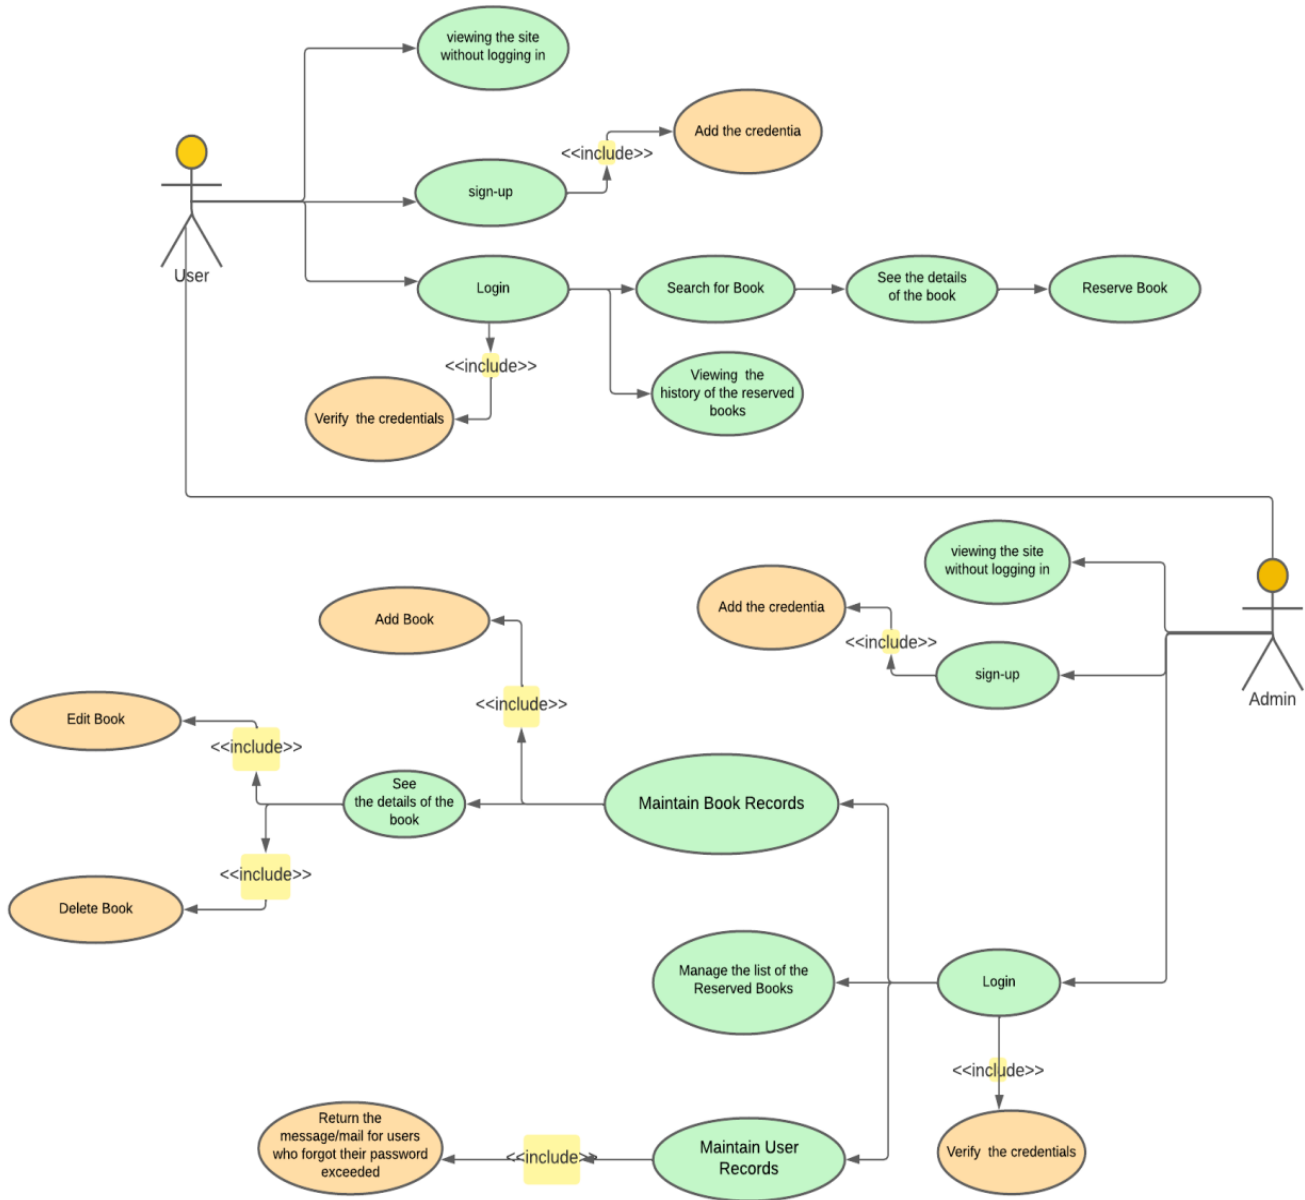 viewing the site
without logging in
Add the credentia
<<include>>
sign-up
User
Login
Search for Book
See the details
of the book
Reserve Book
<<include>>
Viewing  the
history of the reserved
books
Verify  the credentials
viewing the site
without logging in
Add the credentia
<<include>>
sign-up
Admin
Add Book
<<include>>
Edit Book
<<include>>
See
the details of the
book
Maintain Book Records
<<include>>
Delete Book
Manage the list of the
Reserved Books
Login
<<include>>
Return the
message/mail for users
who forgot their password
exceeded
<<include>>
Maintain User
Records
Verify  the credentials